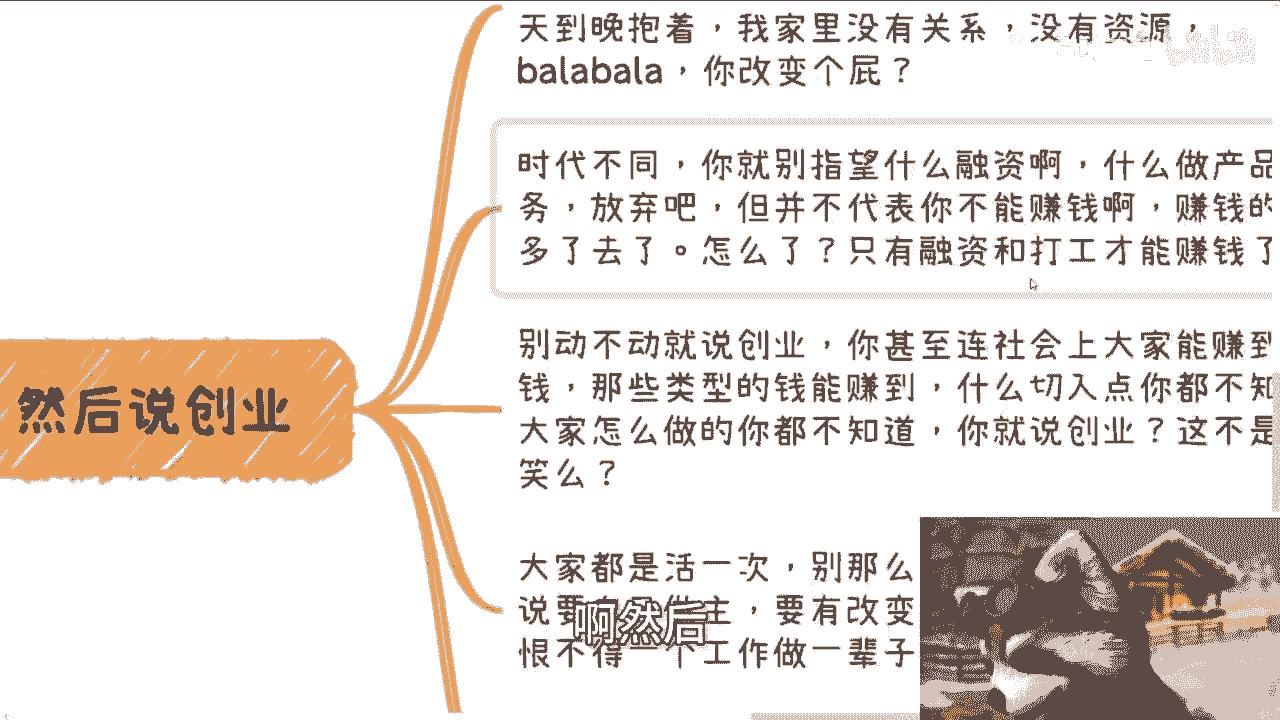 天到晚抱着，我家里没有关系，没有资源，
balabala，你改变个屁？
时代不同，你就别指望什么融资啊，什么做产品
务，放弃吧，但并不代表你不能赚钱啊，赚钱的
多了去了。怎么了？只有融资和打工才能赚钱了
然后说创业
别动不动就说创业，你甚至连社会上大家能赚到
钱，那些类型的钱能赚到，什么切入点你都不知
大家怎么做的你都不知道，你就说创业？这不是
笑么？
大家都是活一次，别那么
说要主，要有改变
啊然后
恨不得一个工作做一辈子